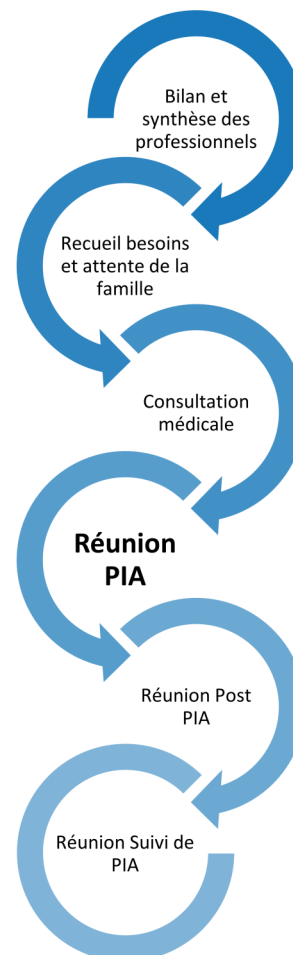 Bilan et
synthèse des
professionnels
Recueil besoins
et attente de la
famille
Consultation
médicale
Réunion
PIA
Réunion Post
PIA
Réunion Suivi de
PIA